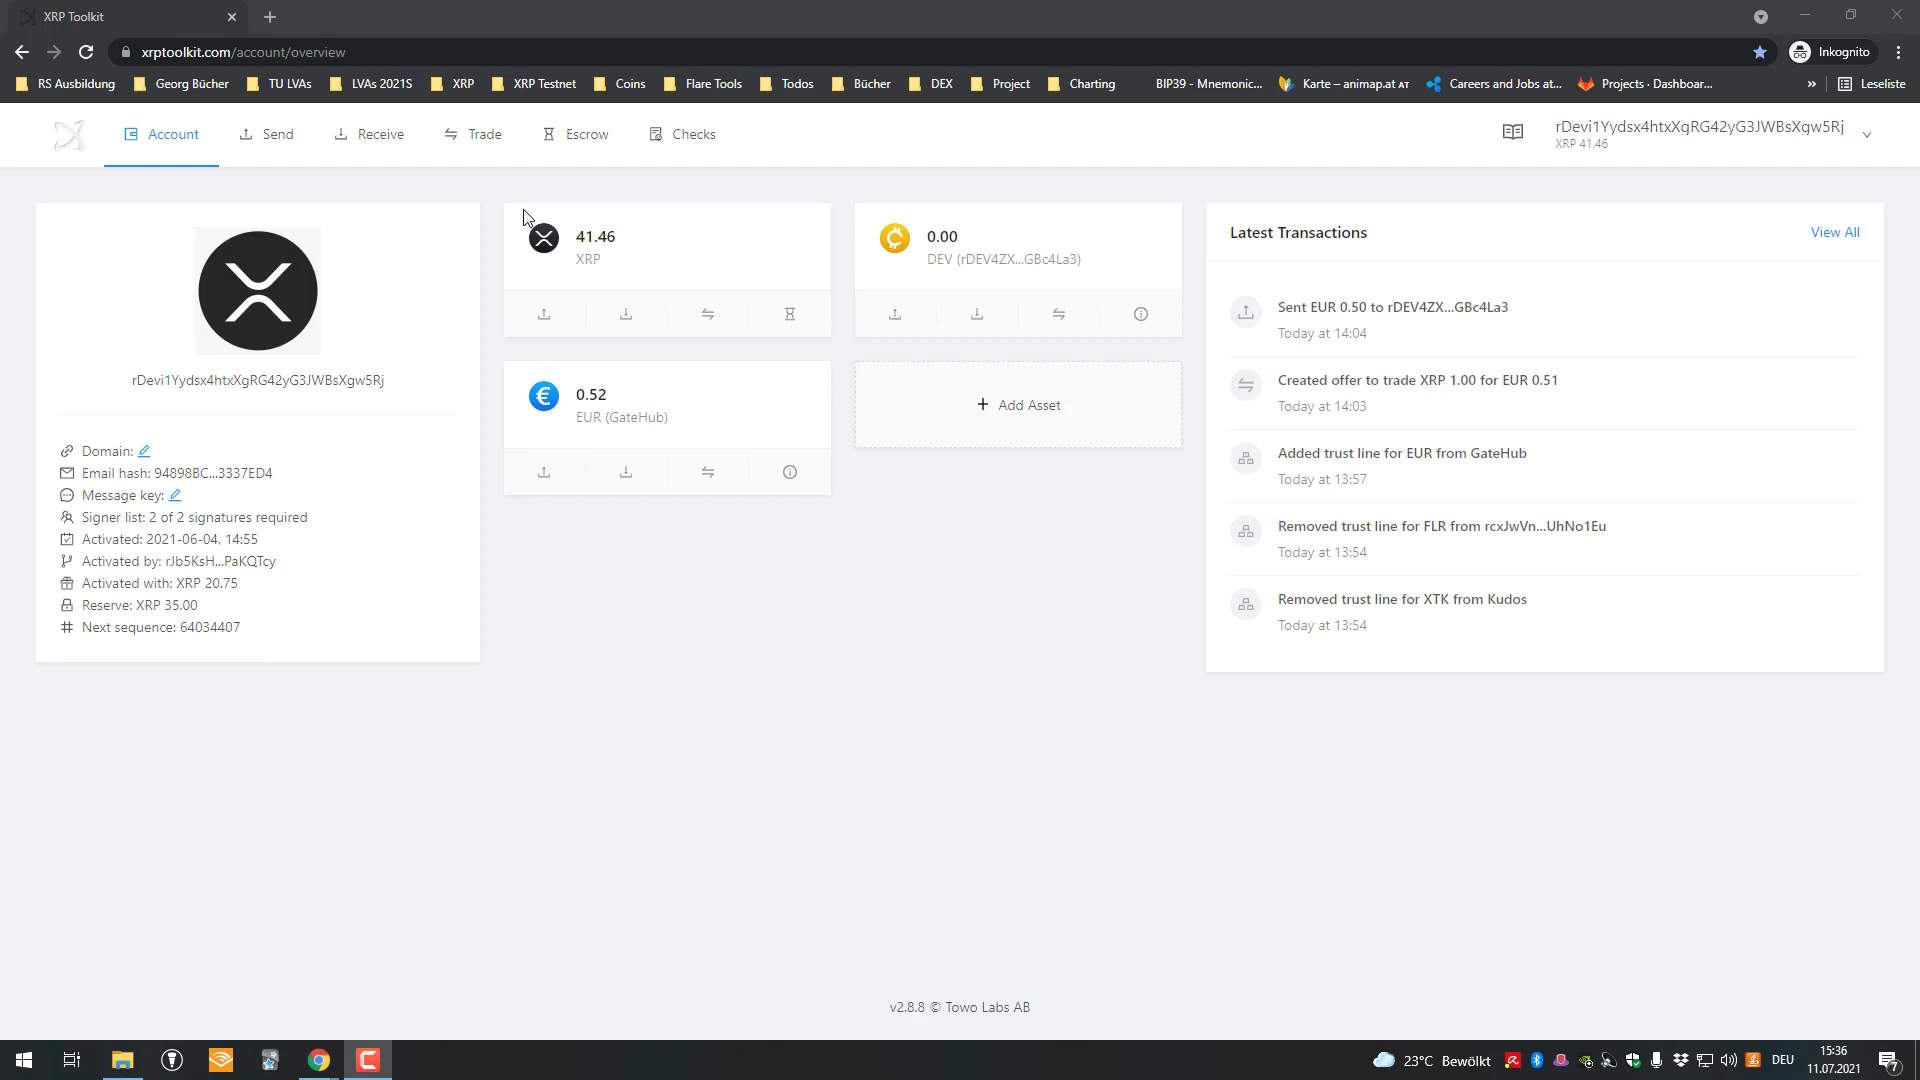 XRP Toolkit
xrptoolkit.com/account/overview
Inkognito
RS Ausbildung
Georg Bücher
TU LVAs
LVAs 2021S
XRP
XRP Testnet
Coins
Flare Tools
Todos
Bücher
DEX
Project
Charting
BIP39 - Mnemonic...
Karte – animap.at AT
Careers and Jobs at...
Projects · Dashboar...
»
Leseliste
Account
Send
Receive
Trade
Escrow
Checks
rDevi1Yydsx4htxXgRG42yG3JWBsXgw5Rj
XRP 41.46
rDevi1Yydsx4htxXgRG42yG3JWBsXgw5Rj
Domain:
Email hash: 94898BC...3337ED4
Message key:
Signer list: 2 of 2 signatures required
Activated: 2021-06-04, 14:55
Activated by: rJb5KsH...PaKQTcy
Activated with: XRP 20.75
Reserve: XRP 35.00
Next sequence: 64034407
41.46
XRP
0.00
DEV (rDEV4ZX...GBc4La3)
0.52
EUR (GateHub)
+ Add Asset
Latest Transactions
View All
Sent EUR 0.50 to rDEV4ZX...GBc4La3
Today at 14:04
Created offer to trade XRP 1.00 for EUR 0.51
Today at 14:03
Added trust line for EUR from GateHub
Today at 13:57
Removed trust line for FLR from rcxJwVn...UhNo1Eu
Today at 13:54
Removed trust line for XTK from Kudos
Today at 13:54
v2.8.8 © Towo Labs AB
23°C Bewölkt
DEU
15:36
11.07.2021
7